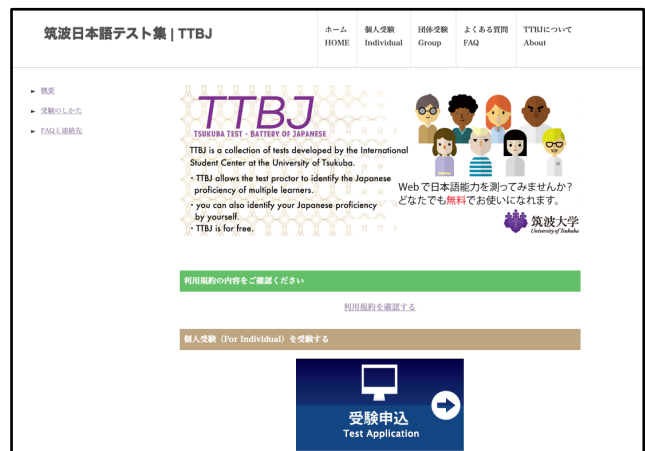 筑波日本語テスト集 | TTBJ
ホーム
HOME
個人受験
Individual
団体受験
Group
よくある質問
FAQ
TTBJについて
About
► 概要
► 受験のしかた
► FAQと連絡先
TTBJ
TSUKUBA TEST - BATTERY OF JAPANESE
TTBJ is a collection of tests developed by the International
Student Center at the University of Tsukuba.
・TTBJ allows the test proctor to identify the Japanese
proficiency of multiple learners.
・you can also identify your Japanese proficiency
by yourself.
・TTBJ is for free.
Webで日本語能力を測ってみませんか?
どなたでも無料でお使いになれます。
筑波大学
University of Tsukuba
利用規約の内容をご確認ください
利用規約を確認する
個人受験（For Individual）を受験する
受験申込
Test Application